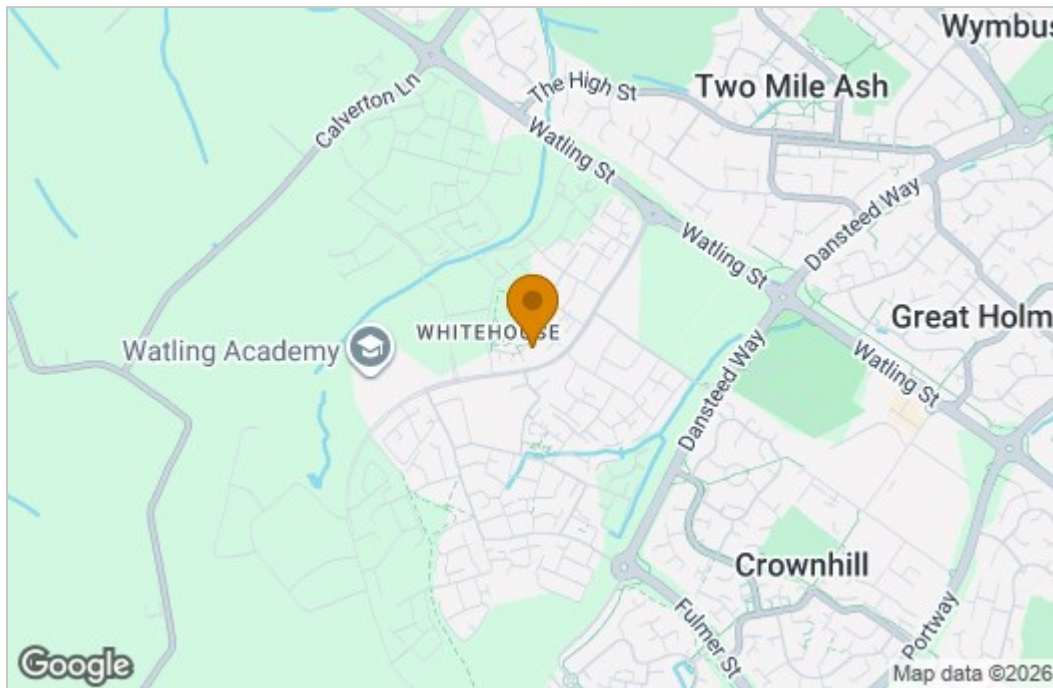 Wymbus
Two Mile Ash
The High St
Calverton Ln
Watling St
Dansteed Way
Watling St
Great Holm
WHITEHOUSE
Watling Academy
Watling St
Dansteed Way
Crownhill
Fulmer St
Portway
Google
Map data ©2026